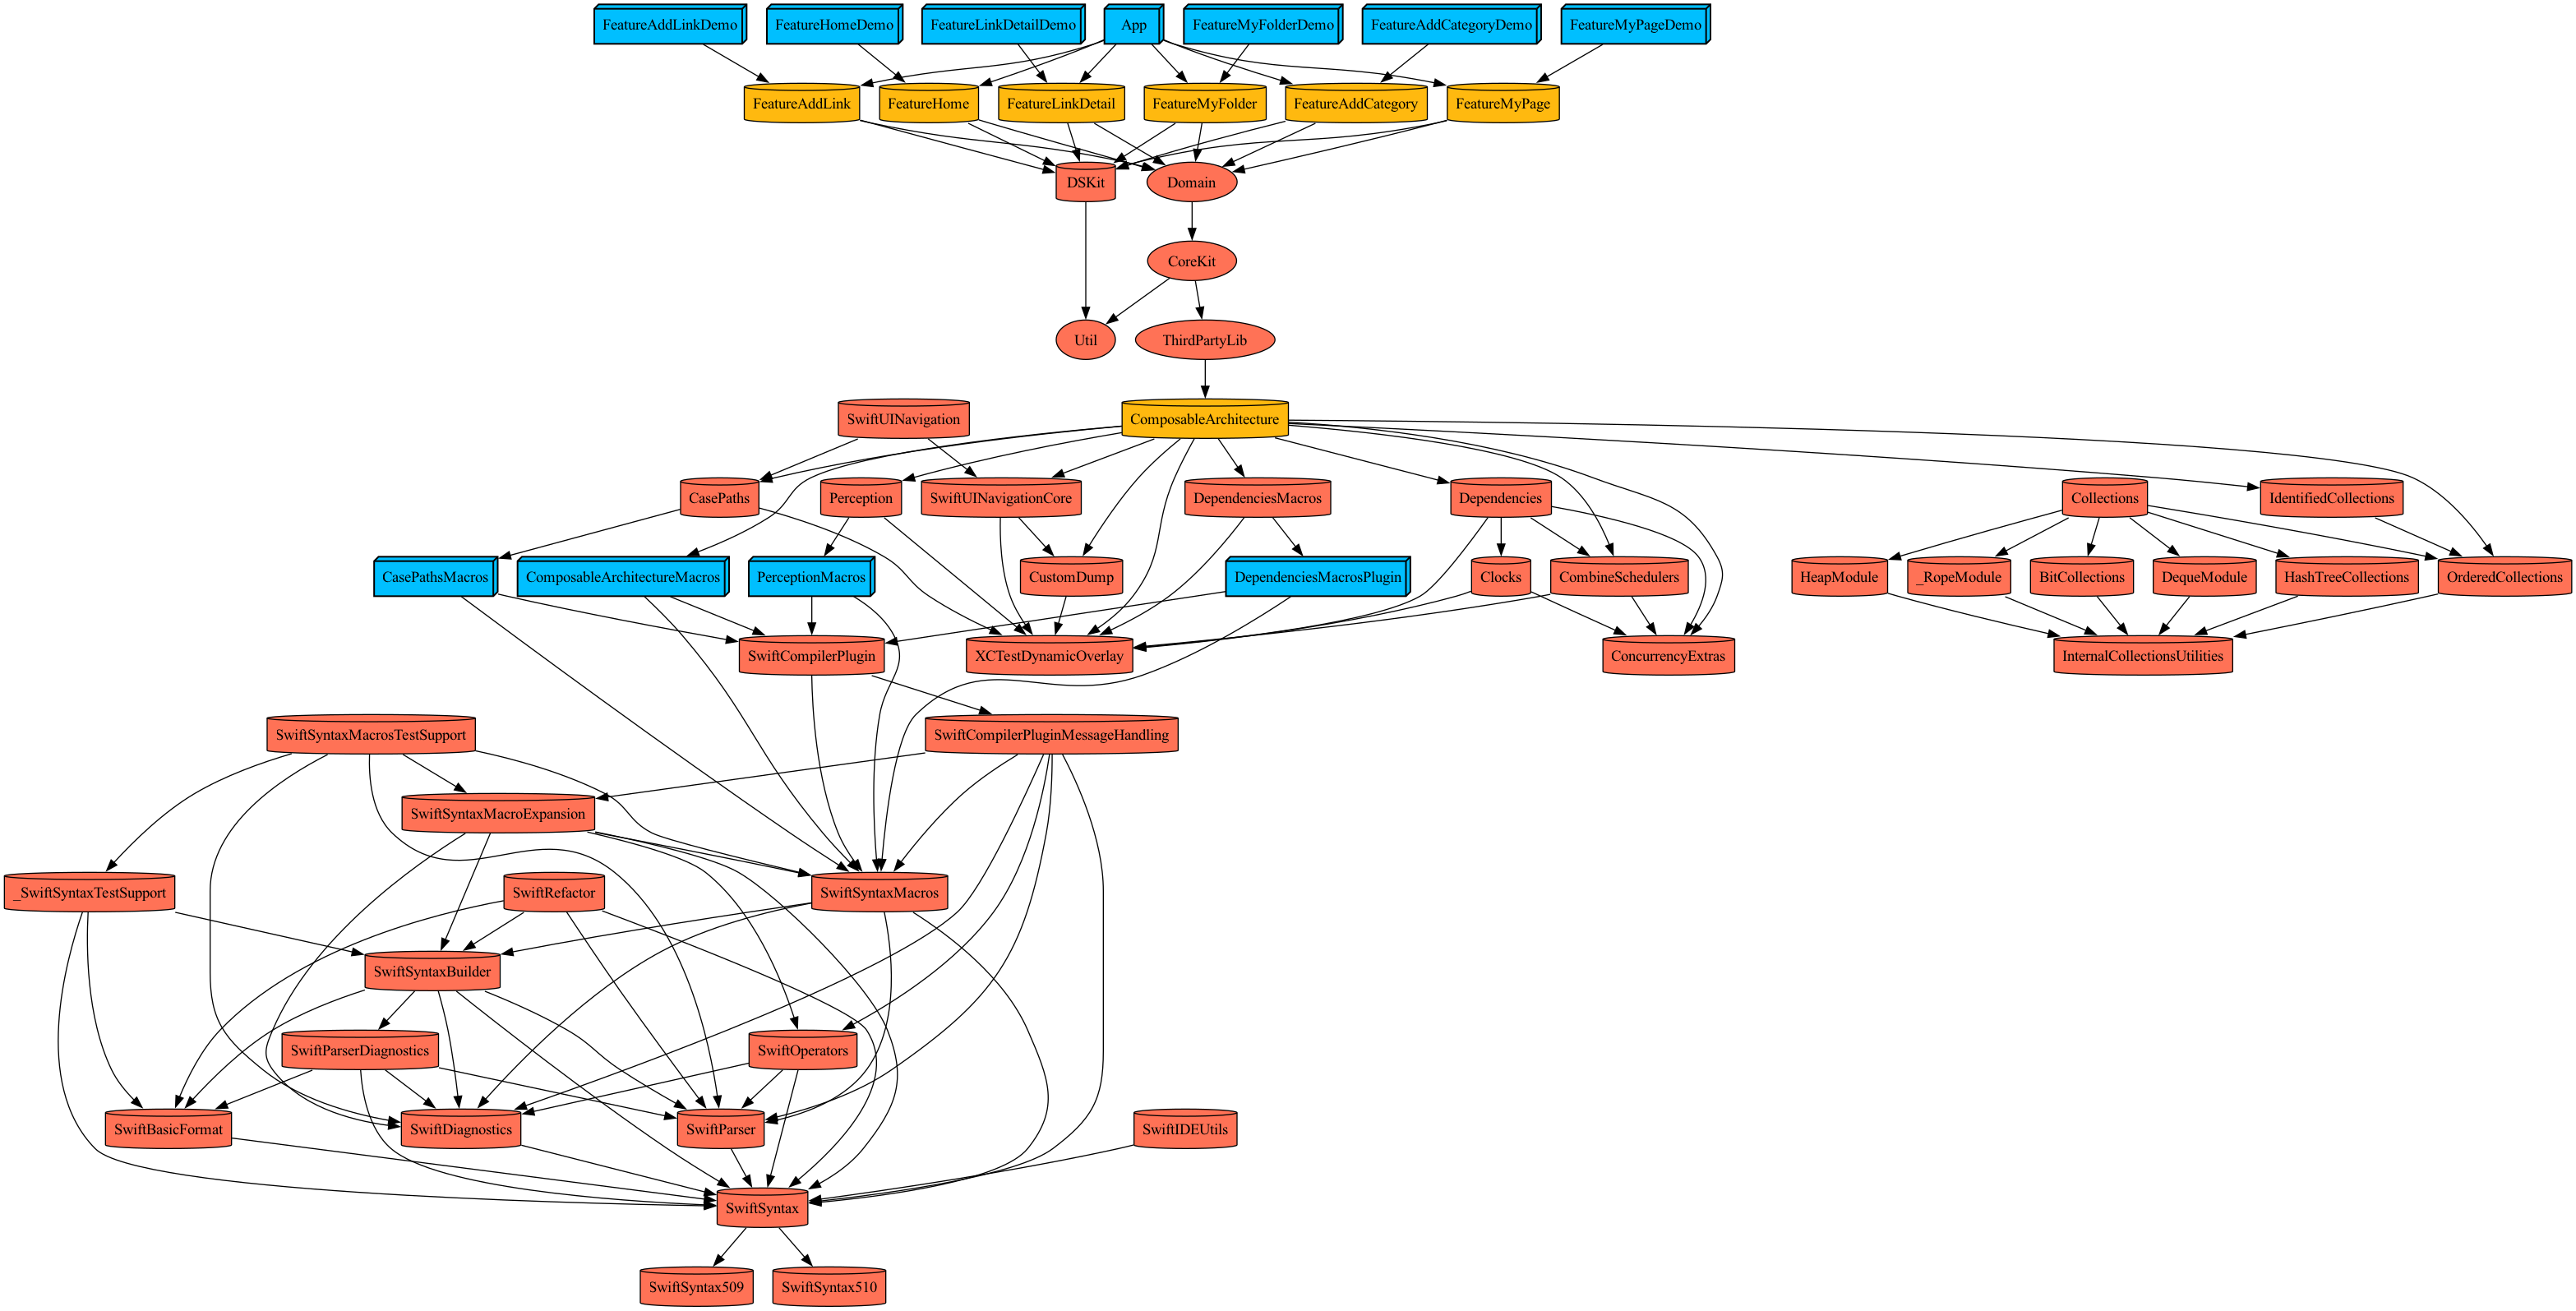 FeatureAddLinkDemo
FeatureHomeDemo
FeatureLinkDetailDemo
App
FeatureMyFolderDemo
FeatureAddCategoryDemo
FeatureMyPageDemo
FeatureAddLink
FeatureHome
FeatureLinkDetail
FeatureMyFolder
FeatureAddCategory
FeatureMyPage
DSKit
Domain
CoreKit
Util
ThirdPartyLib
SwiftUINavigation
ComposableArchitecture
CasePaths
Perception
SwiftUINavigationCore
DependenciesMacros
Dependencies
Collections
IdentifiedCollections
CasePathsMacros
ComposableArchitectureMacros
PerceptionMacros
CustomDump
DependenciesMacrosPlugin
Clocks
CombineSchedulers
HeapModule
_RopeModule
BitCollections
DequeModule
HashTreeCollections
OrderedCollections
SwiftCompilerPlugin
XCTestDynamicOverlay
ConcurrencyExtras
InternalCollectionsUtilities
SwiftSyntaxMacrosTestSupport
SwiftCompilerPluginMessageHandling
SwiftSyntaxMacroExpansion
_SwiftSyntaxTestSupport
SwiftRefactor
SwiftSyntaxMacros
SwiftSyntaxBuilder
SwiftParserDiagnostics
SwiftOperators
SwiftBasicFormat
SwiftDiagnostics
SwiftParser
SwiftIDEUtils
SwiftSyntax
SwiftSyntax509
SwiftSyntax510